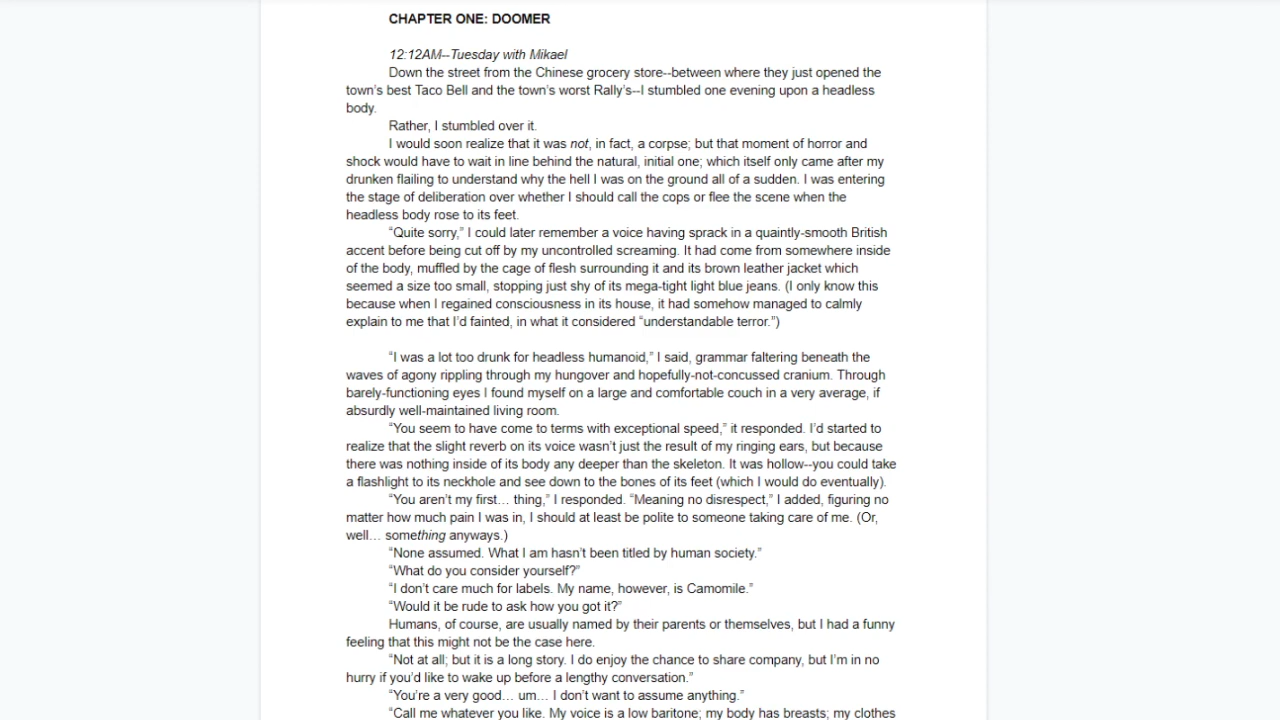 CHAPTER ONE: DOOMER
12:12AM--Tuesday with Mikael
Down the street from the Chinese grocery store--between where they just opened the
town's best Taco Bell and the town's worst Rally's--I stumbled one evening upon a headless
body.
Rather, I stumbled over it.
I would soon realize that it was not, in fact, a corpse; but that moment of horror and
shock would have to wait in line behind the natural, initial one; which itself only came after my
drunken flailing to understand why the hell I was on the ground all of a sudden. I was entering
the stage of deliberation over whether I should call the cops or flee the scene when the
headless body rose to its feet.
“Quite sorry,” I could later remember a voice having sprack in a quaintly-smooth British
accent before being cut off by my uncontrolled screaming. It had come from somewhere inside
of the body, muffled by the cage of flesh surrounding it and its brown leather jacket which
seemed a size too small, stopping just shy of its mega-tight light blue jeans. (I only know this
because when I regained consciousness in its house, it had somehow managed to calmly
explain to me that I'd fainted, in what it considered “understandable terror.”)
“I was a lot too drunk for headless humanoid,” I said, grammar faltering beneath the
waves of agony rippling through my hungover and hopefully-not-concussed cranium. Through
barely-functioning eyes I found myself on a large and comfortable couch in a very average, if
absurdly well-maintained living room.
“You seem to have come to terms with exceptional speed,” it responded. I'd started to
realize that the slight reverb on its voice wasn't just the result of my ringing ears, but because
there was nothing inside of its body any deeper than the skeleton. It was hollow--you could take
a flashlight to its neckhole and see down to the bones of its feet (which I would do eventually).
“You aren't my first… thing,” I responded. “Meaning no disrespect,” I added, figuring no
matter how much pain I was in, I should at least be polite to someone taking care of me. (Or,
well… something anyways.)
“None assumed. What I am hasn't been titled by human society.”
“What do you consider yourself?”
“I don't care much for labels. My name, however, is Camomile.”
“Would it be rude to ask how you got it?”
Humans, of course, are usually named by their parents or themselves, but I had a funny
feeling that this might not be the case here.
“Not at all; but it is a long story. I do enjoy the chance to share company, but I'm in no
hurry if you'd like to wake up before a lengthy conversation.”
“You're a very good… um… I don't want to assume anything.”
“Call me whatever you like. My voice is a low baritone; my body has breasts; my clothes